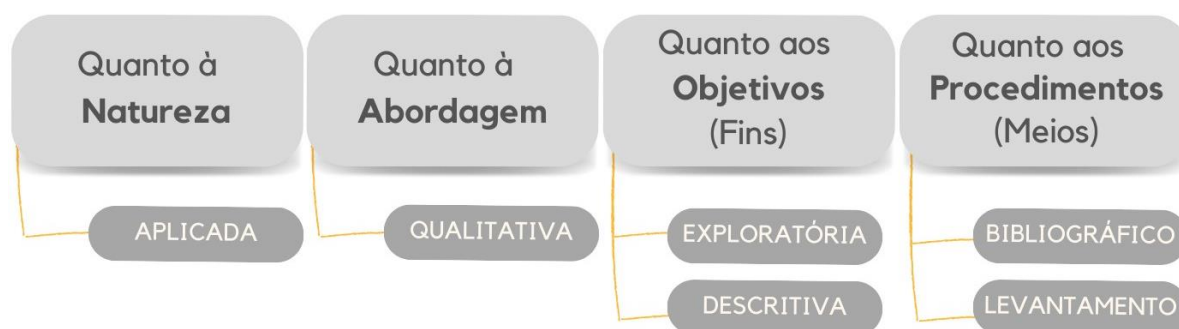 Quanto à
Natureza
APLICADA
Quanto à
Abordagem
QUALITATIVA
Quanto aos
Objetivos
(Fins)
EXPLORATÓRIA
DESCRITIVA
Quanto aos
Procedimentos
(Meios)
BIBLIOGRÁFICO
LEVANTAMENTO